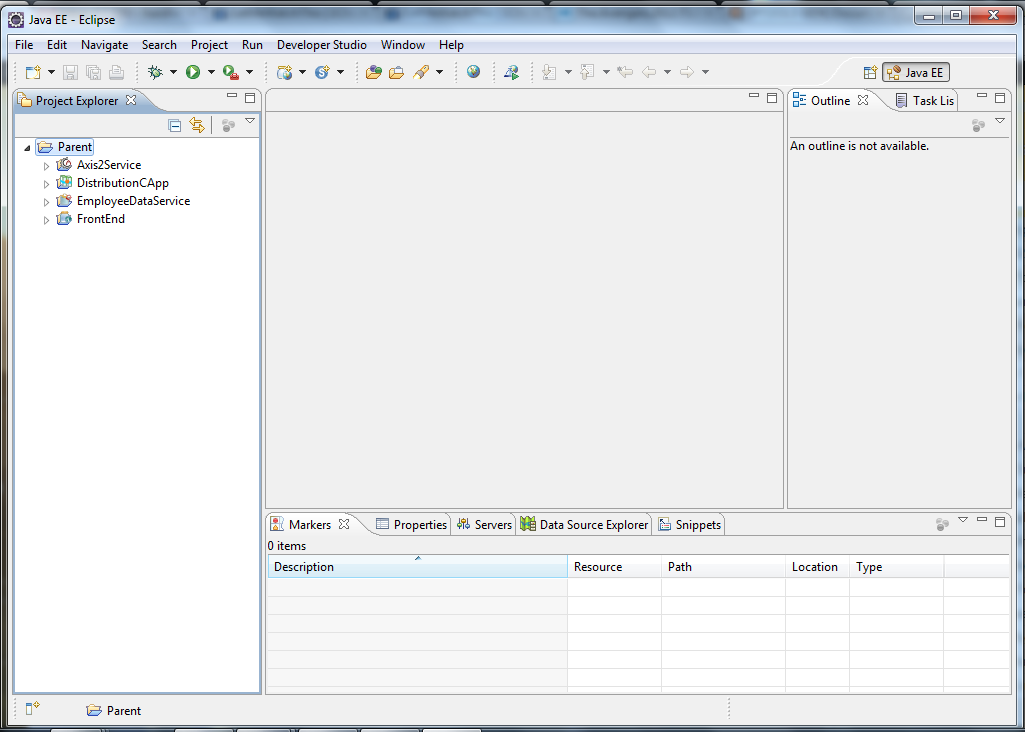 Java EE - Eclipse
File Edit Navigate Search Project Run Developer Studio Window Help
Java EE
Project Explorer
Outline Task Lis
An outline is not available.
Parent
Axis2Service
DistributionCApp
EmployeeDataService
FrontEnd
Markers Properties Servers Data Source Explorer Snippets
0 items
Description Resource Path Location Type
Parent